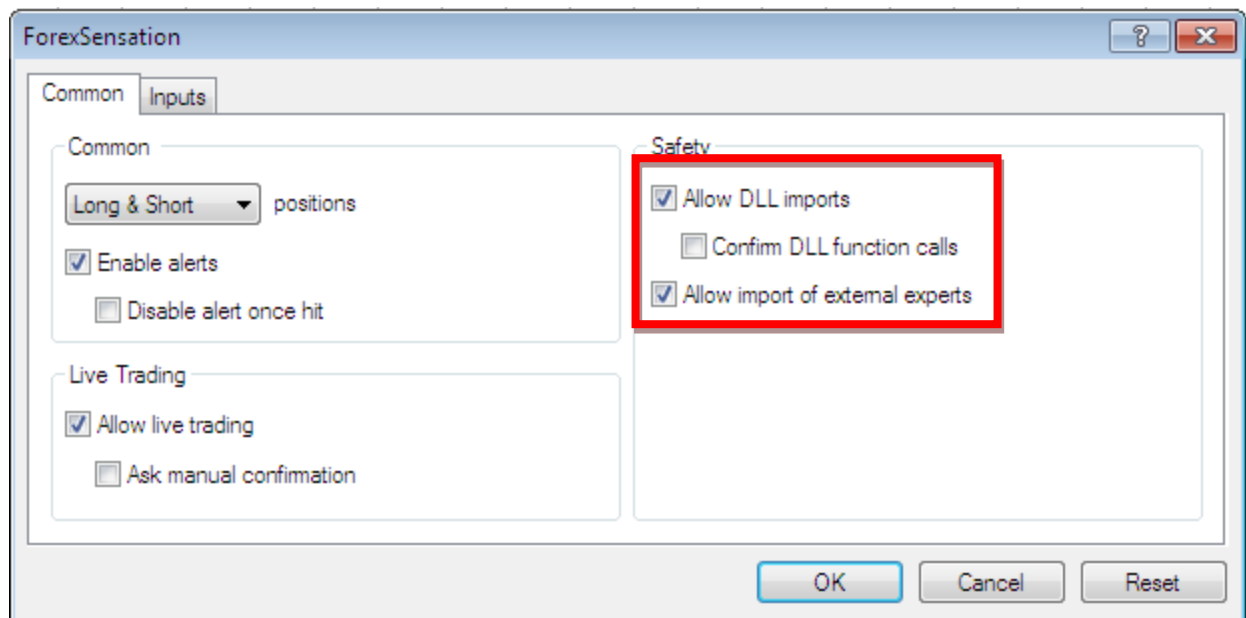 ForexSensation
?
Common
Inputs
Common
Long & Short positions
Enable alerts
Disable alert once hit
Live Trading
Allow live trading
Ask manual confirmation
Safety
Allow DLL imports
Confirm DLL function calls
Allow import of external experts
OK
Cancel
Reset